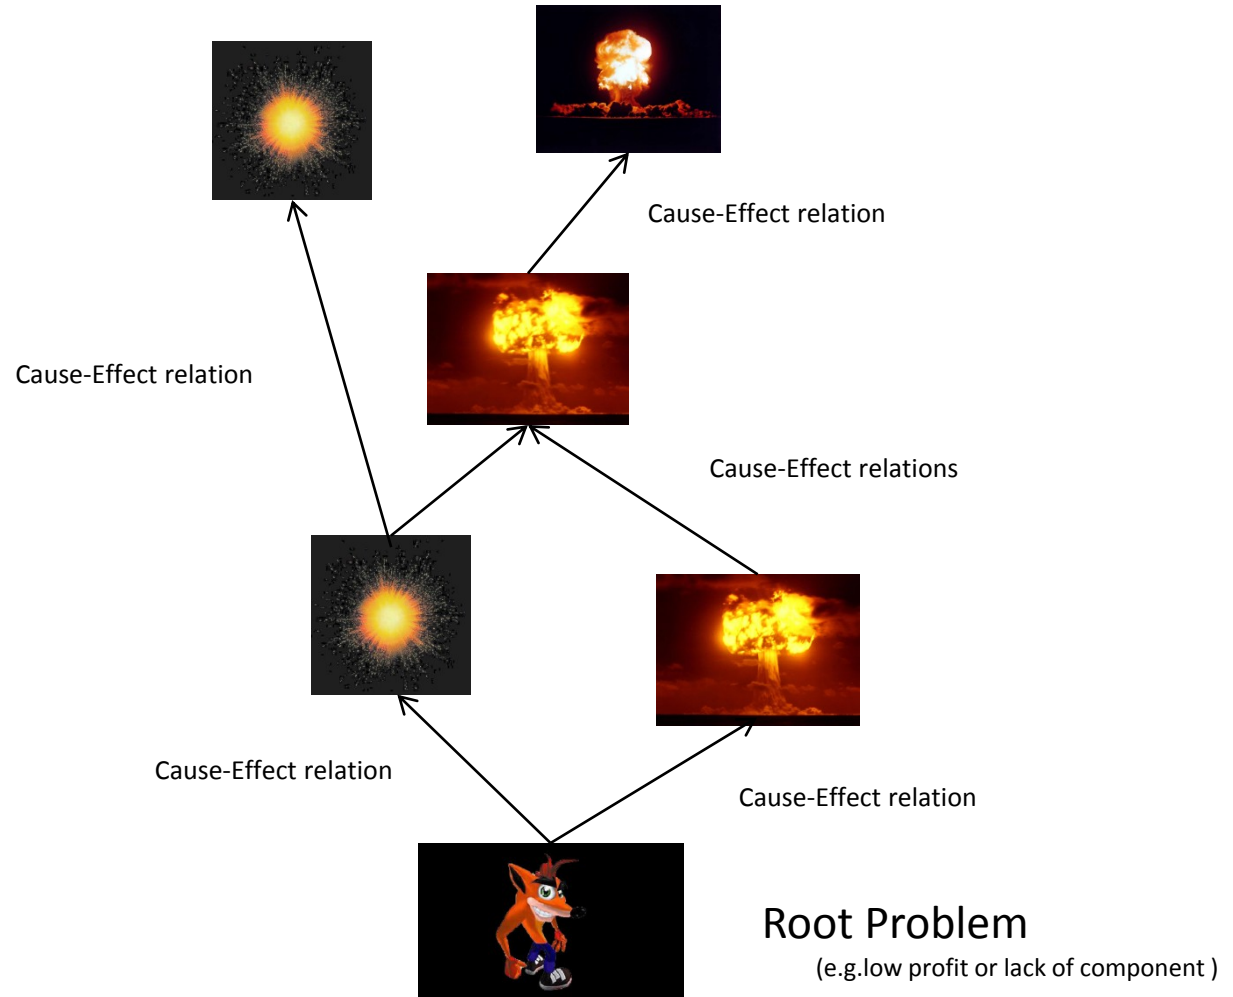 Cause-Effect relation
Cause-Effect relation
Cause-Effect relations
Cause-Effect relation
Cause-Effect relation
Root Problem
(e.g.low profit or lack of component )